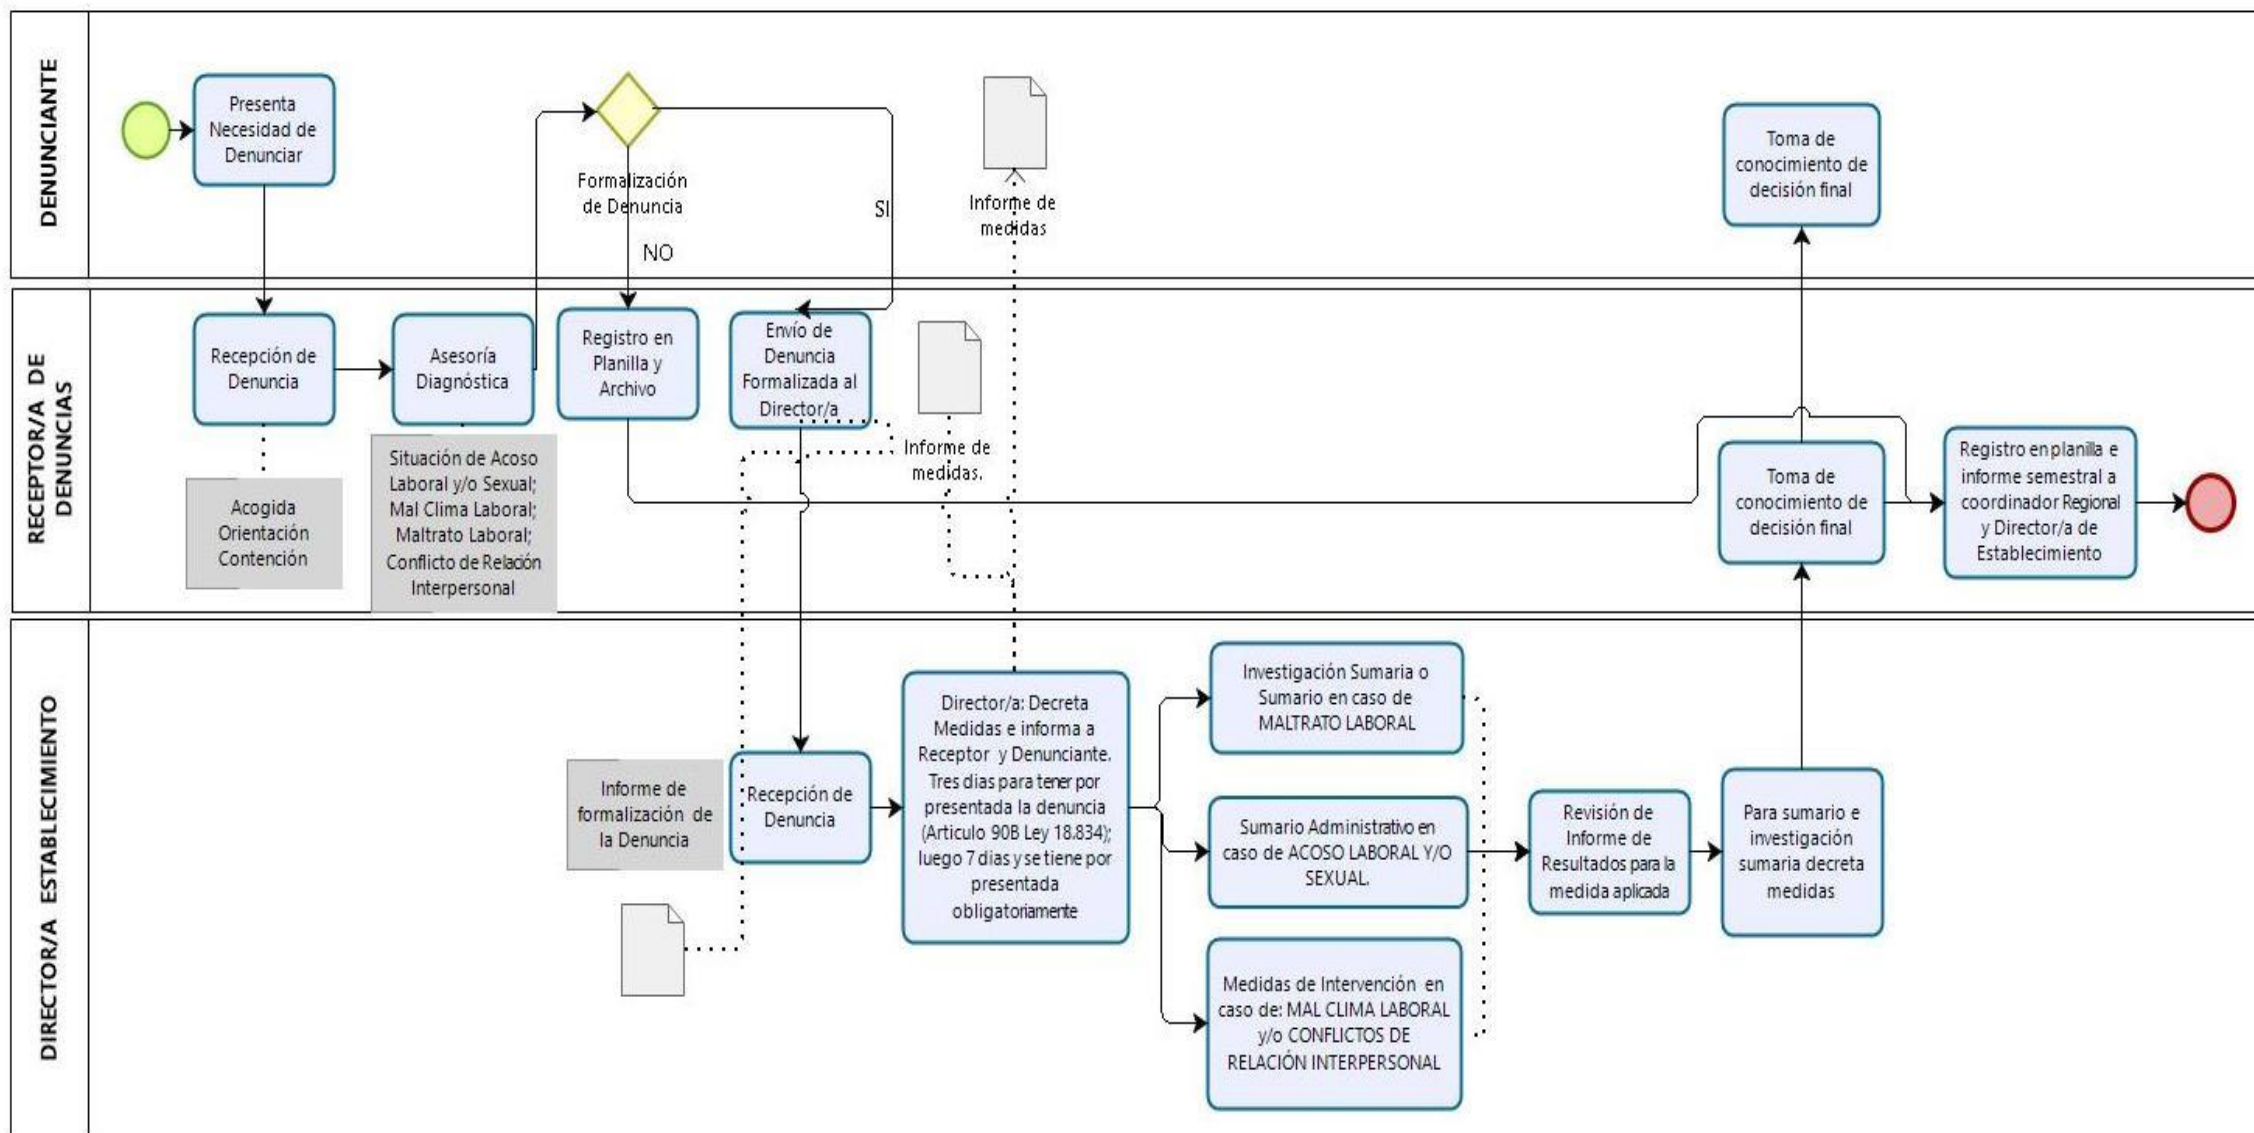 DENUNCIANTE
Presenta
Necesidad de
Denunciar
Formalización
de Denuncia
NO
SI
Informe de
medidas
Toma de
conocimiento de
decisión final
RECEPTOR/A DE
DENUNCIAS
Recepción de
Denuncia
Acogida
Orientación
Contención
Asesoría
Diagnóstica
Situación de Acoso
Laboral y/o Sexual;
Mal Clima Laboral;
Maltrato Laboral;
Conflicto de Relación
Interpersonal
Registro en
Planilla y
Archivo
Envío de
Denuncia
Formalizada al
Director/a
Informe de
medidas.
Toma de
conocimiento de
decisión final
Registro en planilla e
informe semestral a
coordinador Regional
y Director/a de
Establecimiento
DIRECTOR/A ESTABLECIMIENTO
Informe de
formalización de
la Denuncia
Recepción de
Denuncia
Director/a: Decreta
Medidas e informa a
Receptor y Denunciante.
Tres dias para tener por
presentada la denuncia
(Articulo 90B Ley 18.834);
luego 7 dias y se tiene por
presentada
obligatoriamente
Investigación Sumaria o
Sumario en caso de
MALTRATO LABORAL
Sumario Administrativo en
caso de ACOSO LABORAL Y/O
SEXUAL.
Medidas de Intervención en
caso de: MAL CLIMA LABORAL
y/o CONFLICTOS DE
RELACIÓN INTERPERSONAL
Revisión de
Informe de
Resultados para la
medida aplicada
Para sumario e
investigación
sumaria decreta
medidas